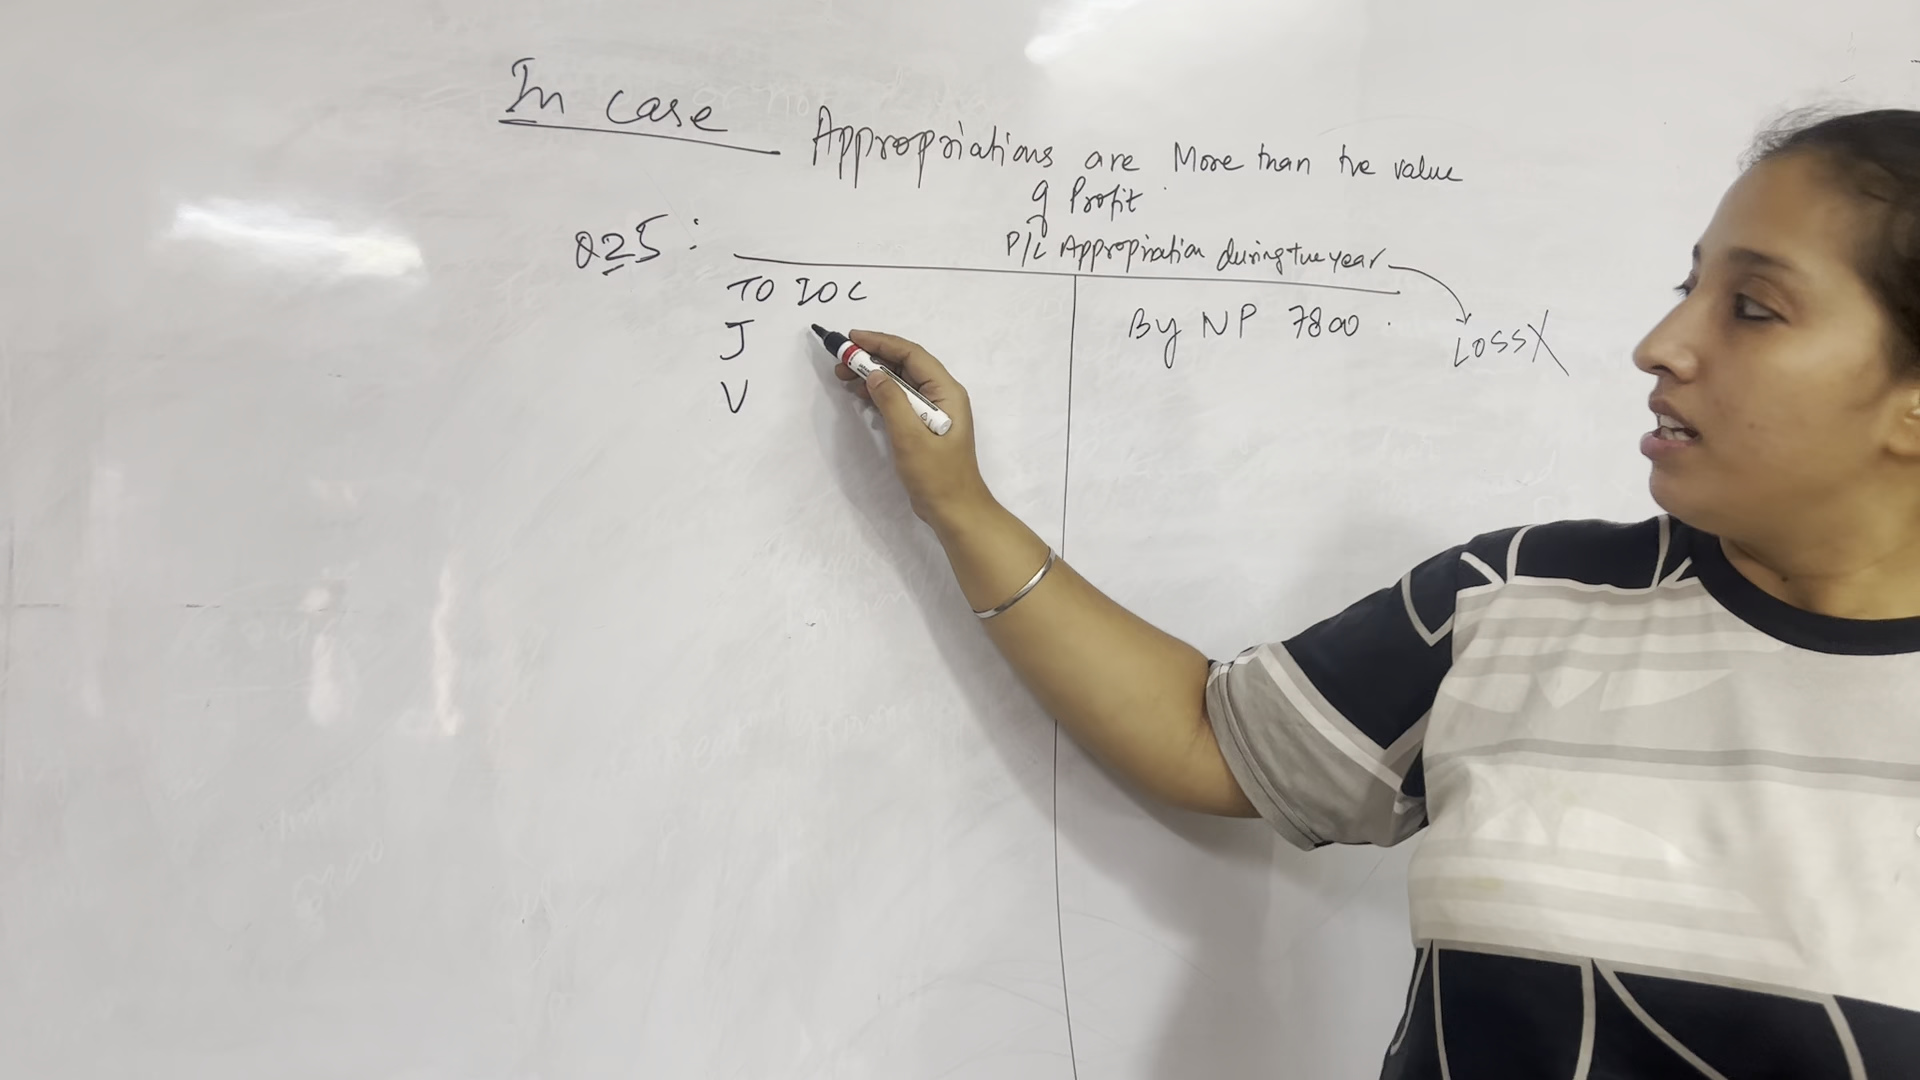 In case Appropriations are More than the value
of Profit
Q25:
P/L Appropriation during the year
Loss X
To IOC
J
V
By NP 7800